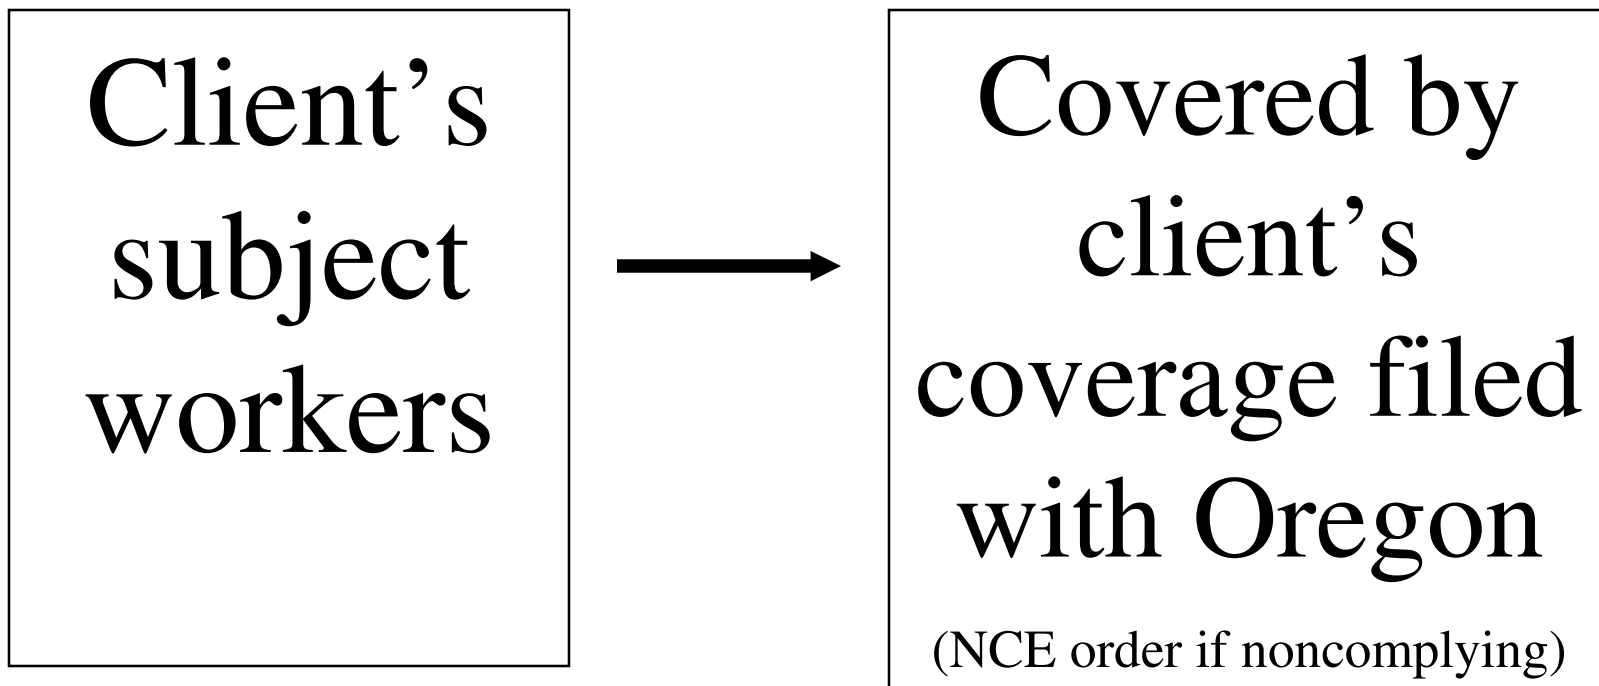 Client’s
subject
workers
Covered by
client’s
coverage filed
with Oregon
(NCE order if noncomplying)